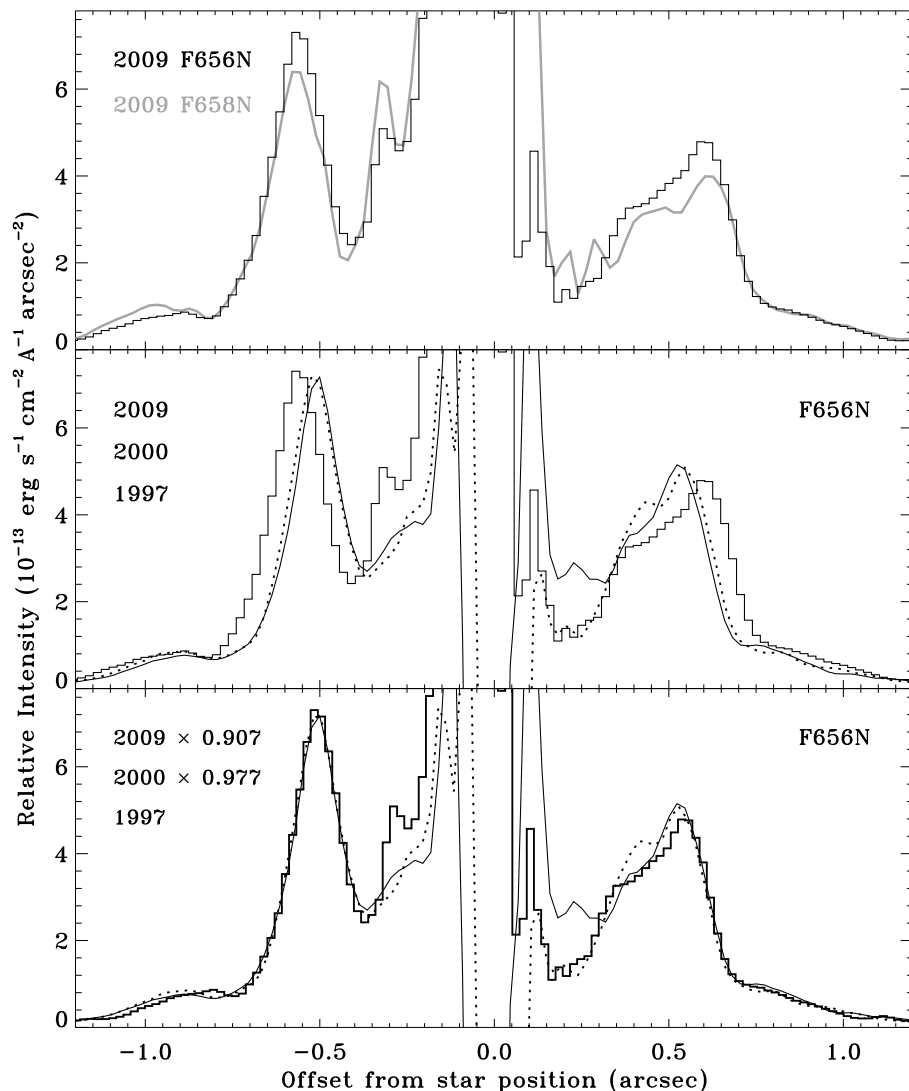 2009 F656N
2009 F658N
6
4
2
0
2009
2000
1997
F656N
6
4
2
0
2009 × 0.907
2000 × 0.977
1997
F656N
6
4
2
0
−1.0 −0.5 0.0 0.5 1.0
Offset from star position (arcsec)
Relative Intensity (10⁻¹³ erg s⁻¹ cm⁻² A⁻¹ arcsec⁻²)